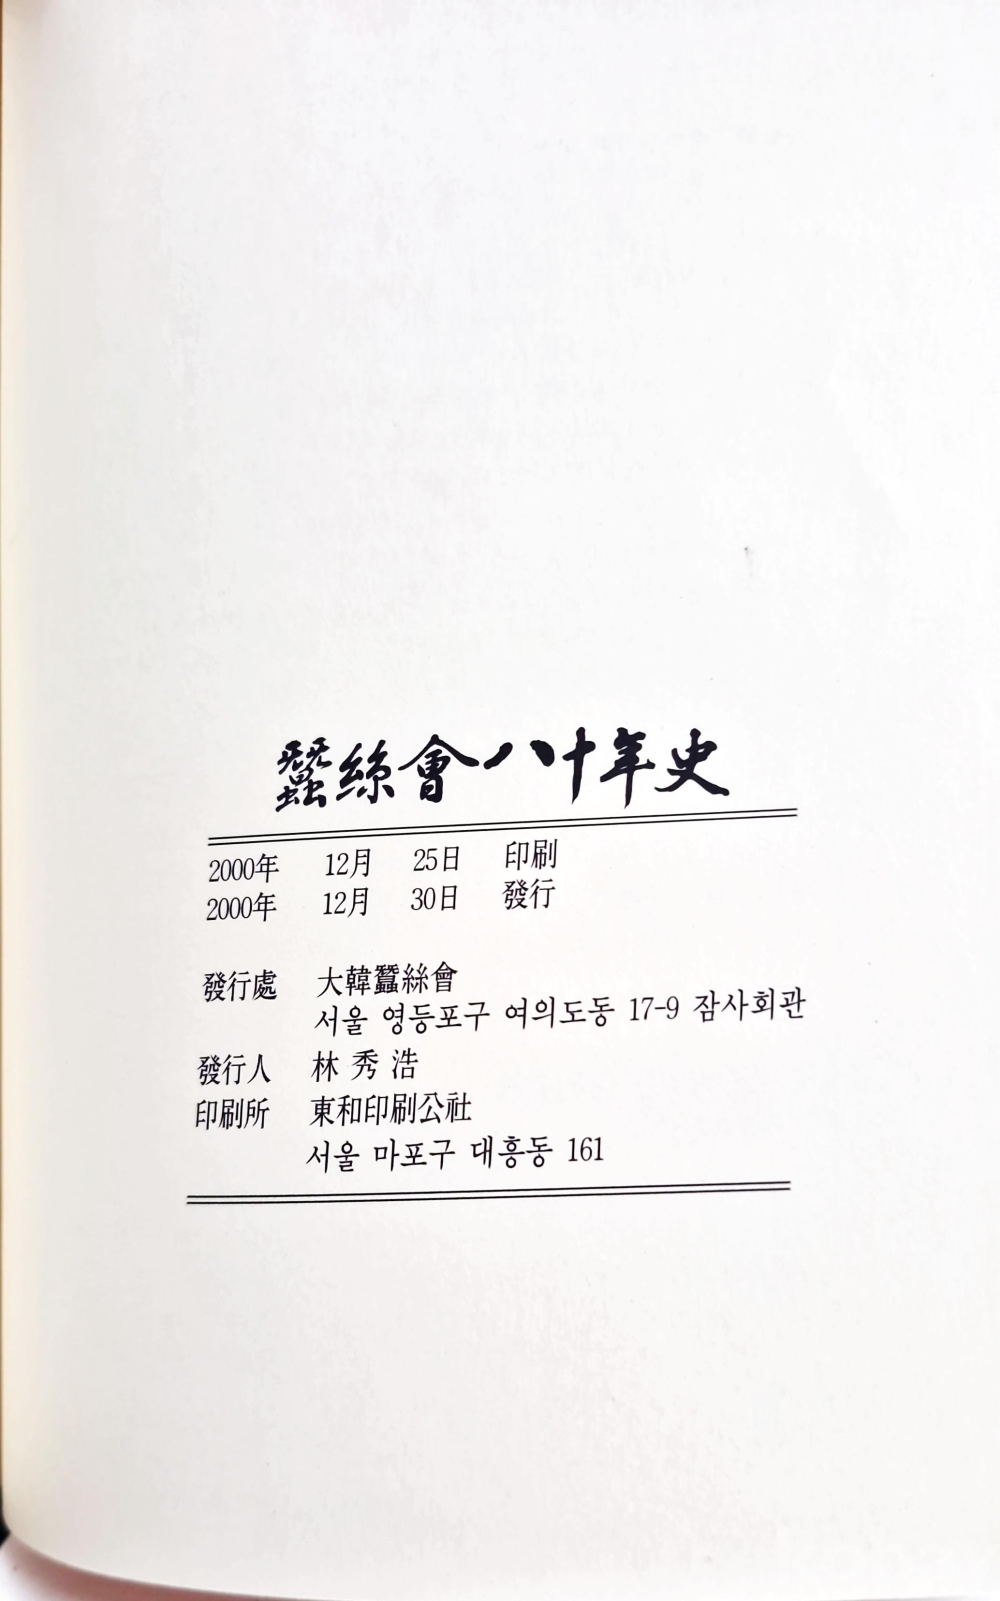 蠶絲會八十年史
2000年 12月 25日 印刷
2000年 12月 30日 發行
發行處 大韓蠶絲會
서울 영등포구 여의도동 17-9 잠사회관
發行人 林秀浩
印刷所 東和印刷公社
서울 마포구 대흥동 161